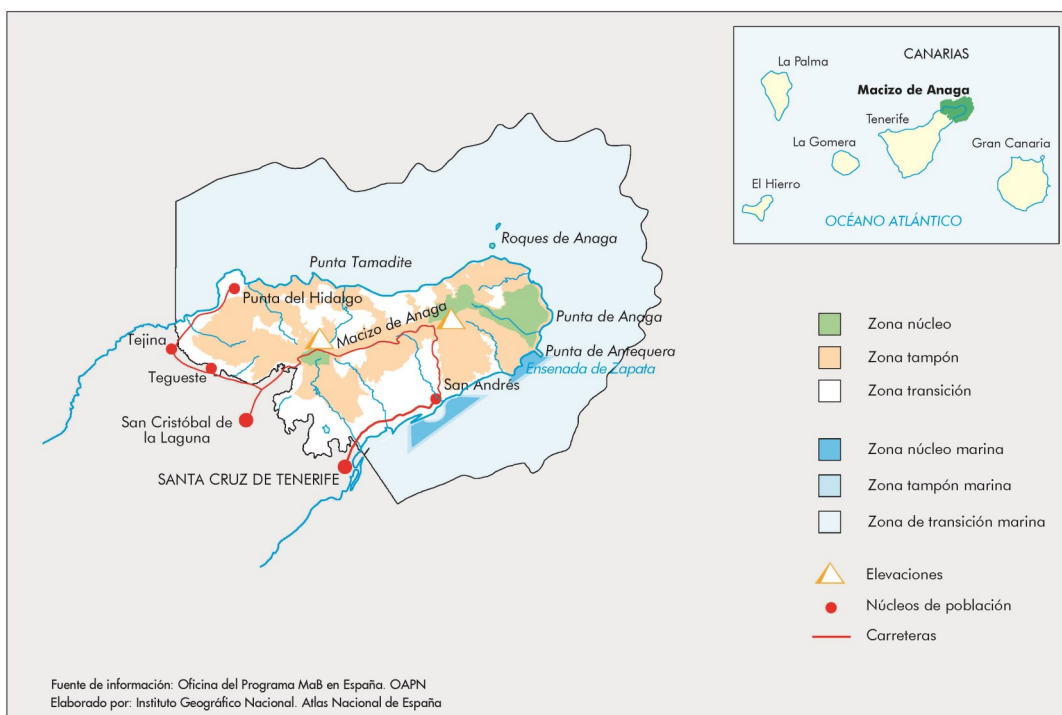 CANARIAS
La Palma
Macizo de Anaga
Tenerife
La Gomera
Gran Canaria
El Hierro
OCÉANO ATLÁNTICO
Roques de Anaga
Punta Tamadite
Punta del Hidalgo
Macizo de Anaga
Punta de Anaga
Tejina
Punta de Antequera
Ensenada de Zapata
Tegueste
San Andrés
San Cristóbal de
la Laguna
SANTA CRUZ DE TENERIFE
Zona núcleo
Zona tampón
Zona transición
Zona núcleo marina
Zona tampón marina
Zona de transición marina
Elevaciones
Núcleos de población
Carreteras
Fuente de información: Oficina del Programa MaB en España. OAPN
Elaborado por: Instituto Geográfico Nacional. Atlas Nacional de España